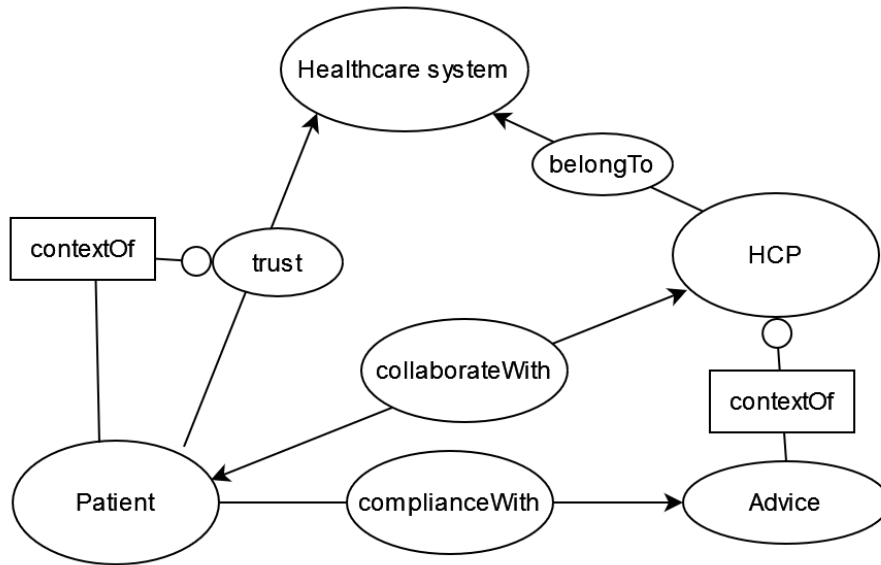 Healthcare system
belongTo
contextOf
trust
HCP
collaborateWith
contextOf
Patient
complianceWith
Advice